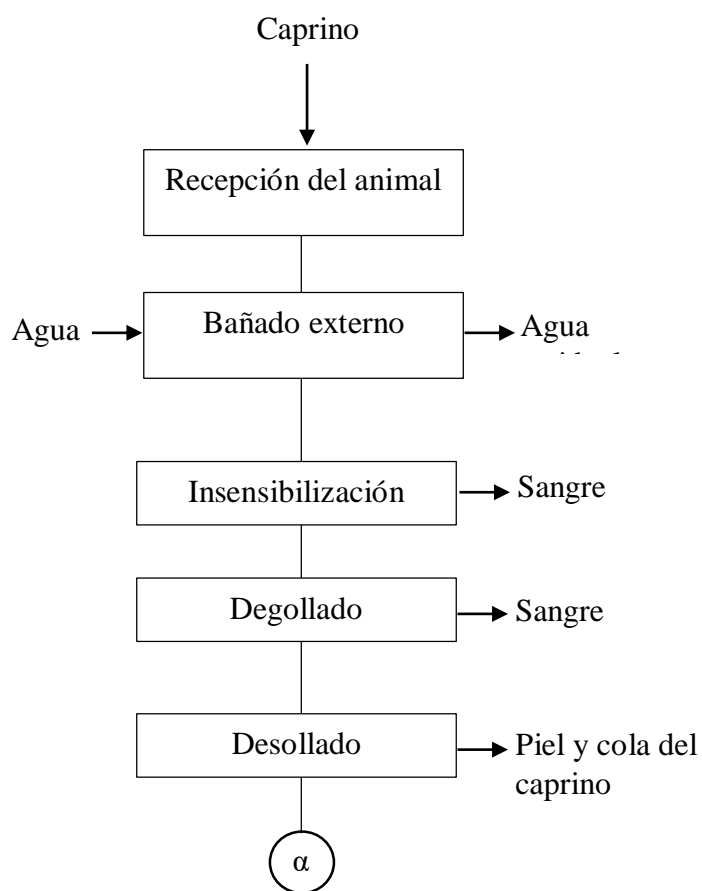 Caprino
Recepción del animal
Agua
Bañado externo
Agua
Insensibilización
Sangre
Degollado
Sangre
Desollado
Piel y cola del
caprino
α